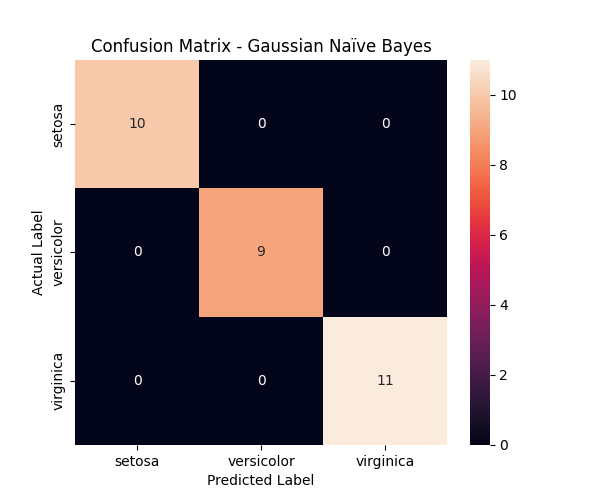 Confusion Matrix - Gaussian Naïve Bayes
Actual Label
setosa
versicolor
virginica
10 0 0
0 9 0
0 0 11
setosa versicolor virginica
Predicted Label
10
8
6
4
2
0